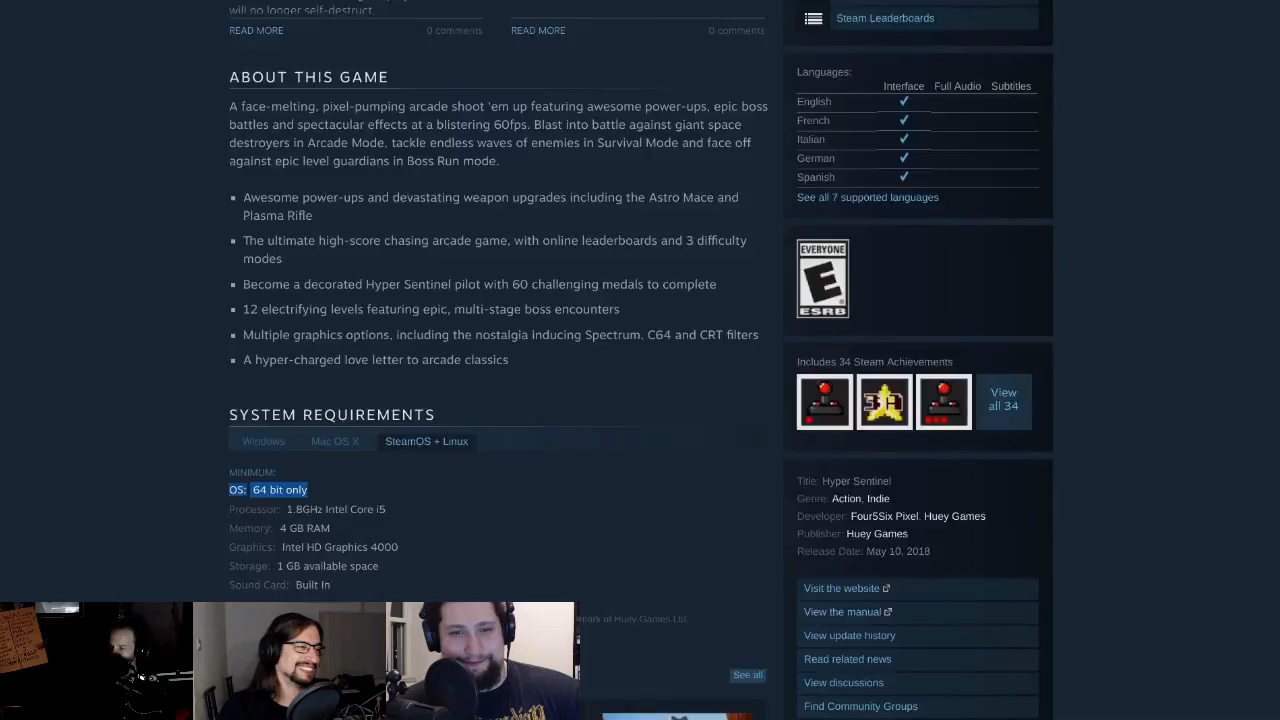 will no longer self-destruct.
READ MORE
0 comments
READ MORE
0 comments
ABOUT THIS GAME
A face-melting, pixel-pumping arcade shoot 'em up featuring awesome power-ups, epic boss
battles and spectacular effects at a blistering 60fps. Blast into battle against giant space
destroyers in Arcade Mode, tackle endless waves of enemies in Survival Mode and face off
against epic level guardians in Boss Run mode.
Awesome power-ups and devastating weapon upgrades including the Astro Mace and
Plasma Rifle
The ultimate high-score chasing arcade game, with online leaderboards and 3 difficulty
modes
Become a decorated Hyper Sentinel pilot with 60 challenging medals to complete
12 electrifying levels featuring epic, multi-stage boss encounters
Multiple graphics options, including the nostalgia inducing Spectrum, C64 and CRT filters
A hyper-charged love letter to arcade classics
SYSTEM REQUIREMENTS
Windows
Mac OS X
SteamOS + Linux
MINIMUM:
OS: 64 bit only
Processor: 1.8GHz Intel Core i5
Memory: 4 GB RAM
Graphics: Intel HD Graphics 4000
Storage: 1 GB available space
Sound Card: Built In
mark of Huey Games Ltd.
See all
Steam Leaderboards
Languages:
Interface Full Audio Subtitles
English
French
Italian
German
Spanish
See all 7 supported languages
EVERYONE
E
ESRB
Includes 34 Steam Achievements
View
all 34
Title: Hyper Sentinel
Genre: Action, Indie
Developer: Four5Six Pixel, Huey Games
Publisher: Huey Games
Release Date: May 10, 2018
Visit the website
View the manual
View update history
Read related news
View discussions
Find Community Groups